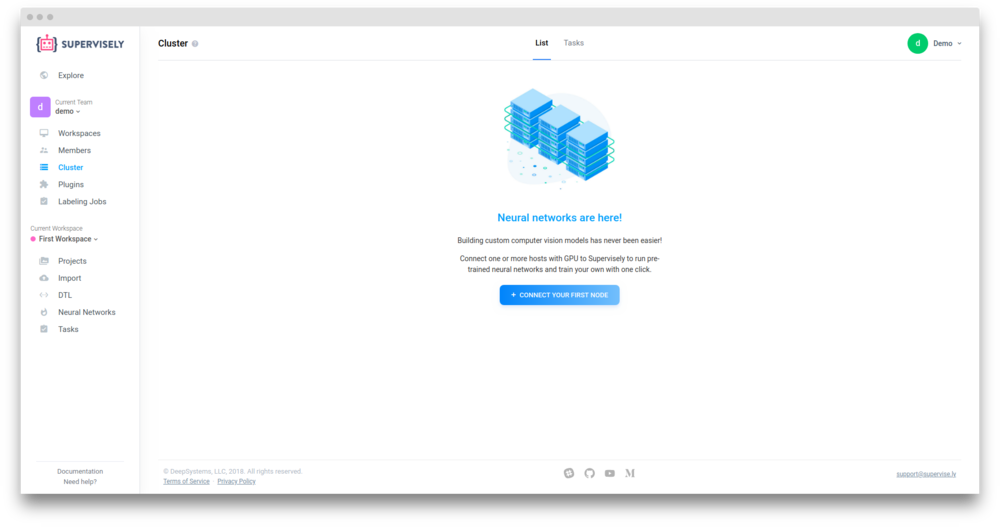 SUPERVISELY
Cluster ?
List
Tasks
d
Demo
Explore
d
Current Team
demo
Workspaces
Members
Cluster
Plugins
Labeling Jobs
Current Workspace
First Workspace
Projects
Import
DTL
Neural Networks
Tasks
Neural networks are here!
Building custom computer vision models has never been easier!
Connect one or more hosts with GPU to Supervisely to run pre-
trained neural networks and train your own with one click.
+ CONNECT YOUR FIRST NODE
Documentation
Need help?
© DeepSystems, LLC, 2018. All rights reserved.
Terms of Service · Privacy Policy
support@supervise.ly